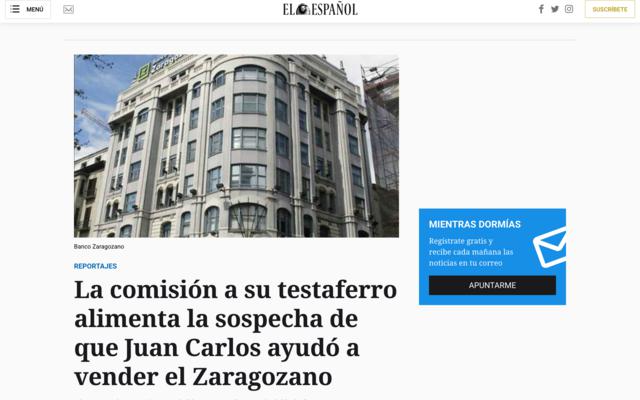 MENÚ
EL ESPAÑOL
SUSCRÍBETE
Zaragozano
Banco Zaragozano
REPORTAJES
La comisión a su testaferro
alimenta la sospecha de
que Juan Carlos ayudó a
vender el Zaragozano
MIENTRAS DORMÍAS
Regístrate gratis y
recibe cada mañana las
noticias en tu correo
APUNTARME